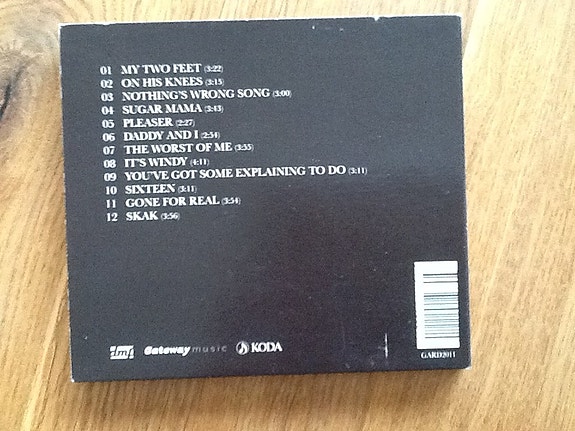 01 MY TWO FEET (3:22)
02 ON HIS KNEES (3:15)
03 NOTHING'S WRONG SONG (3:00)
04 SUGAR MAMA (3:43)
05 PLEASER (2:27)
06 DADDY AND I (2:54)
07 THE WORST OF ME (3:55)
08 IT'S WINDY (4:11)
09 YOU'VE GOT SOME EXPLAINING TO DO (3:11)
10 SIXTEEN (3:11)
11 GONE FOR REAL (3:54)
12 SKAK (3:56)
dmf Gateway music KODA
GARD2011